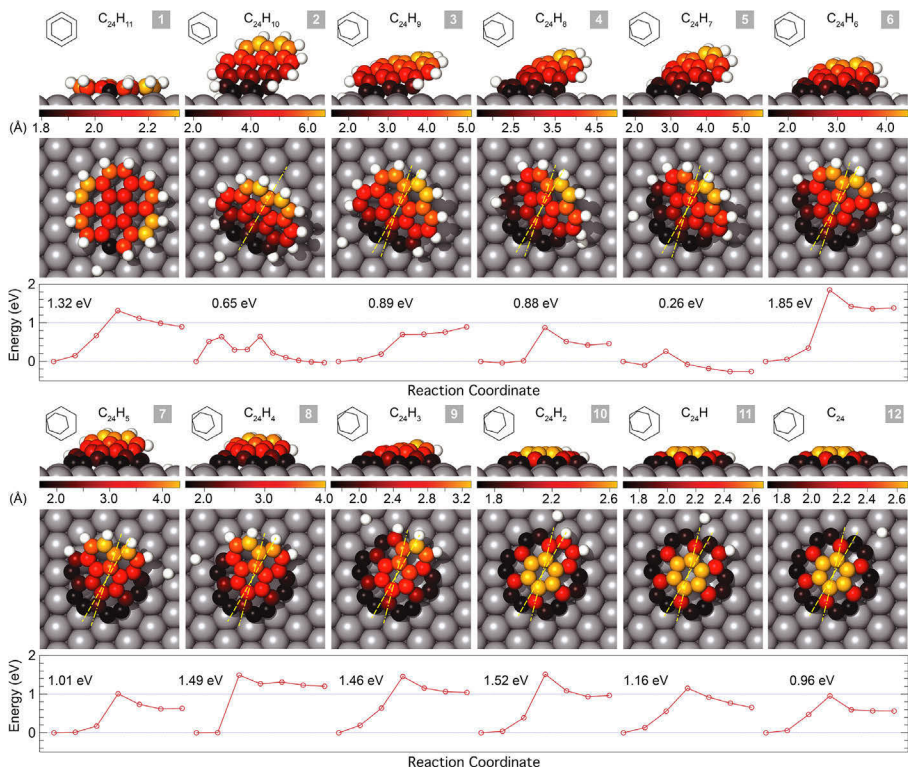 C24H11 1 C24H10 2 C24H9 3 C24H8 4 C24H7 5 C24H6 6
(Å) 1.8 2.0 2.2 2.0 3.0 4.0 5.0 6.0 2.0 3.0 4.0 5.0 2.5 3.5 4.5 2.0 3.0 4.0 5.0 2.0 3.0 4.0
2
1.32 eV 0.65 eV 0.89 eV 0.88 eV 0.26 eV 1.85 eV
1
0
Energy (eV)
Reaction Coordinate
C24H5 7 C24H4 8 C24H3 9 C24H2 10 C24H 11 C24 12
(Å) 2.0 3.0 4.0 2.0 3.0 4.0 2.0 2.4 2.8 3.2 1.8 2.2 2.6 1.8 2.2 2.6 1.8 2.2 2.6
2
1.01 eV 1.49 eV 1.46 eV 1.52 eV 1.16 eV 0.96 eV
1
0
Energy (eV)
Reaction Coordinate